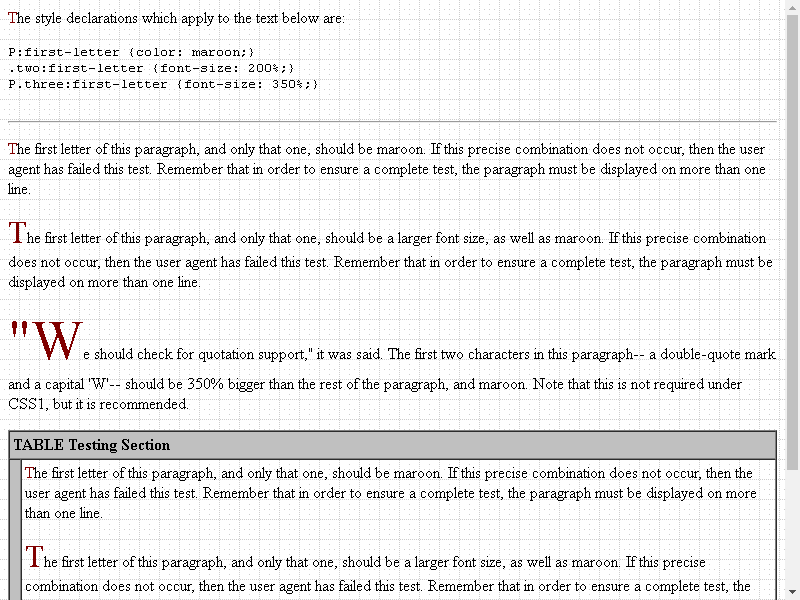 The style declarations which apply to the text below are:
P:first-letter {color: maroon;}
.two:first-letter {font-size: 200%;}
P.three:first-letter {font-size: 350%;}
The first letter of this paragraph, and only that one, should be maroon. If this precise combination does not occur, then the user
agent has failed this test. Remember that in order to ensure a complete test, the paragraph must be displayed on more than one
line.
The first letter of this paragraph, and only that one, should be a larger font size, as well as maroon. If this precise combination
does not occur, then the user agent has failed this test. Remember that in order to ensure a complete test, the paragraph must be
displayed on more than one line.
"We should check for quotation support," it was said. The first two characters in this paragraph-- a double-quote mark
and a capital 'W'-- should be 350% bigger than the rest of the paragraph, and maroon. Note that this is not required under
CSS1, but it is recommended.
TABLE Testing Section
The first letter of this paragraph, and only that one, should be maroon. If this precise combination does not occur, then the
user agent has failed this test. Remember that in order to ensure a complete test, the paragraph must be displayed on more
than one line.
The first letter of this paragraph, and only that one, should be a larger font size, as well as maroon. If this precise
combination does not occur, then the user agent has failed this test. Remember that in order to ensure a complete test, the